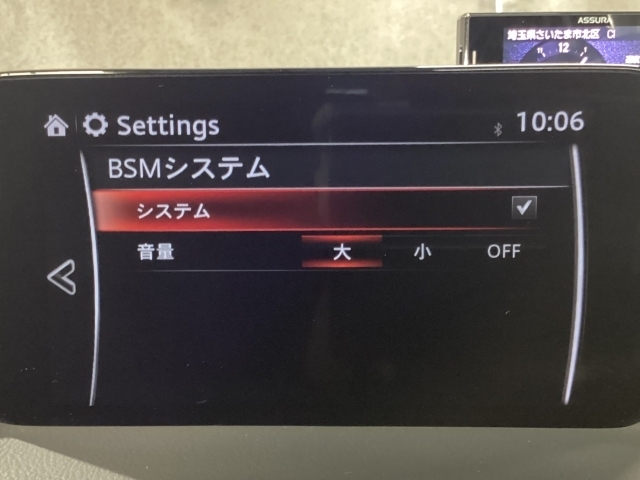 ASSURA
埼玉県さいたま市北区
12
Settings
10:06
BSMシステム
システム
音量 大 小 OFF